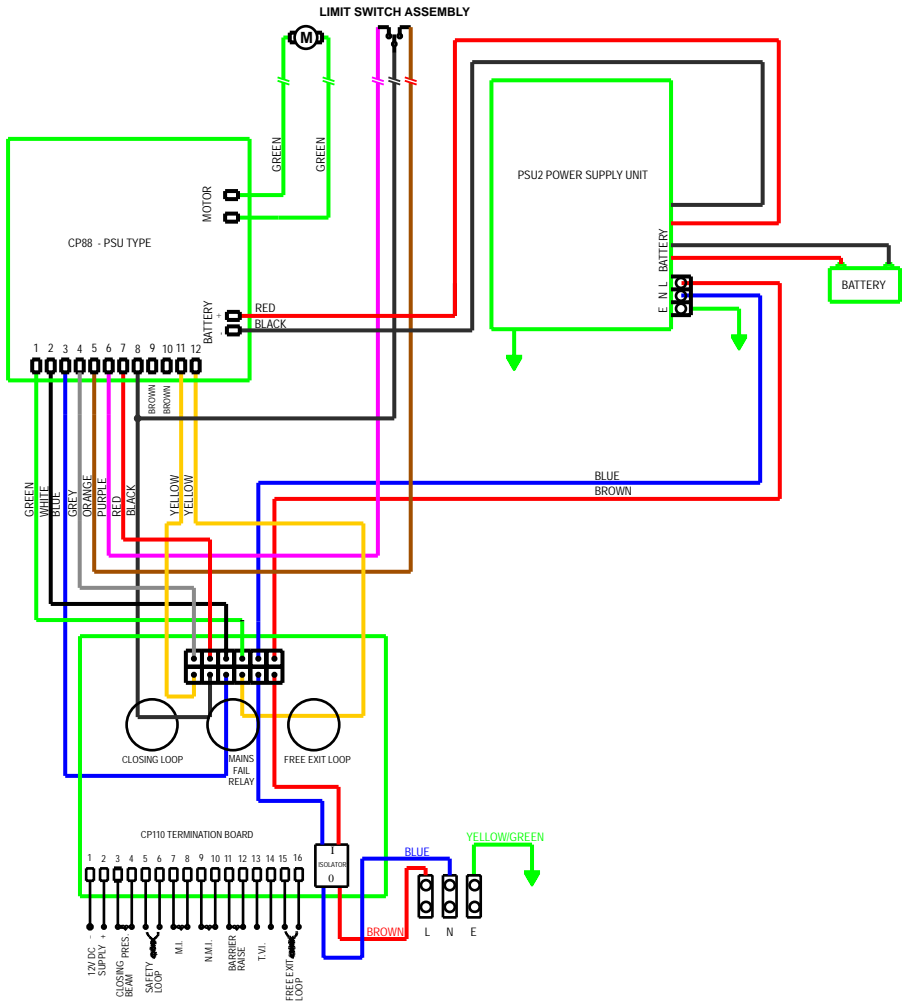 LIMIT SWITCH ASSEMBLY
M
GREEN
GREEN
MOTOR
CP88 - PSU TYPE
PSU2 POWER SUPPLY UNIT
BATTERY
E N L BATTERY
BATTERY
+
-
RED
BLACK
1 2 3 4 5 6 7 8 9 10 11 12
BROWN
BROWN
GREEN
WHITE
BLUE
GREY
ORANGE
PURPLE
RED
BLACK
YELLOW
YELLOW
BLUE
BROWN
CLOSING LOOP
MAINS
FAIL
RELAY
FREE EXIT LOOP
CP110 TERMINATION BOARD
1 2 3 4 5 6 7 8 9 10 11 12 13 14 15 16
I
ISOLATOR
0
YELLOW/GREEN
BLUE
BROWN
L N E
12V DC -
SUPPLY +
CLOSING
BEAM
PRES.
SAFETY
LOOP
M.I.
N.M.I.
BARRIER
RAISE
T.V.I.
FREE EXIT
LOOP